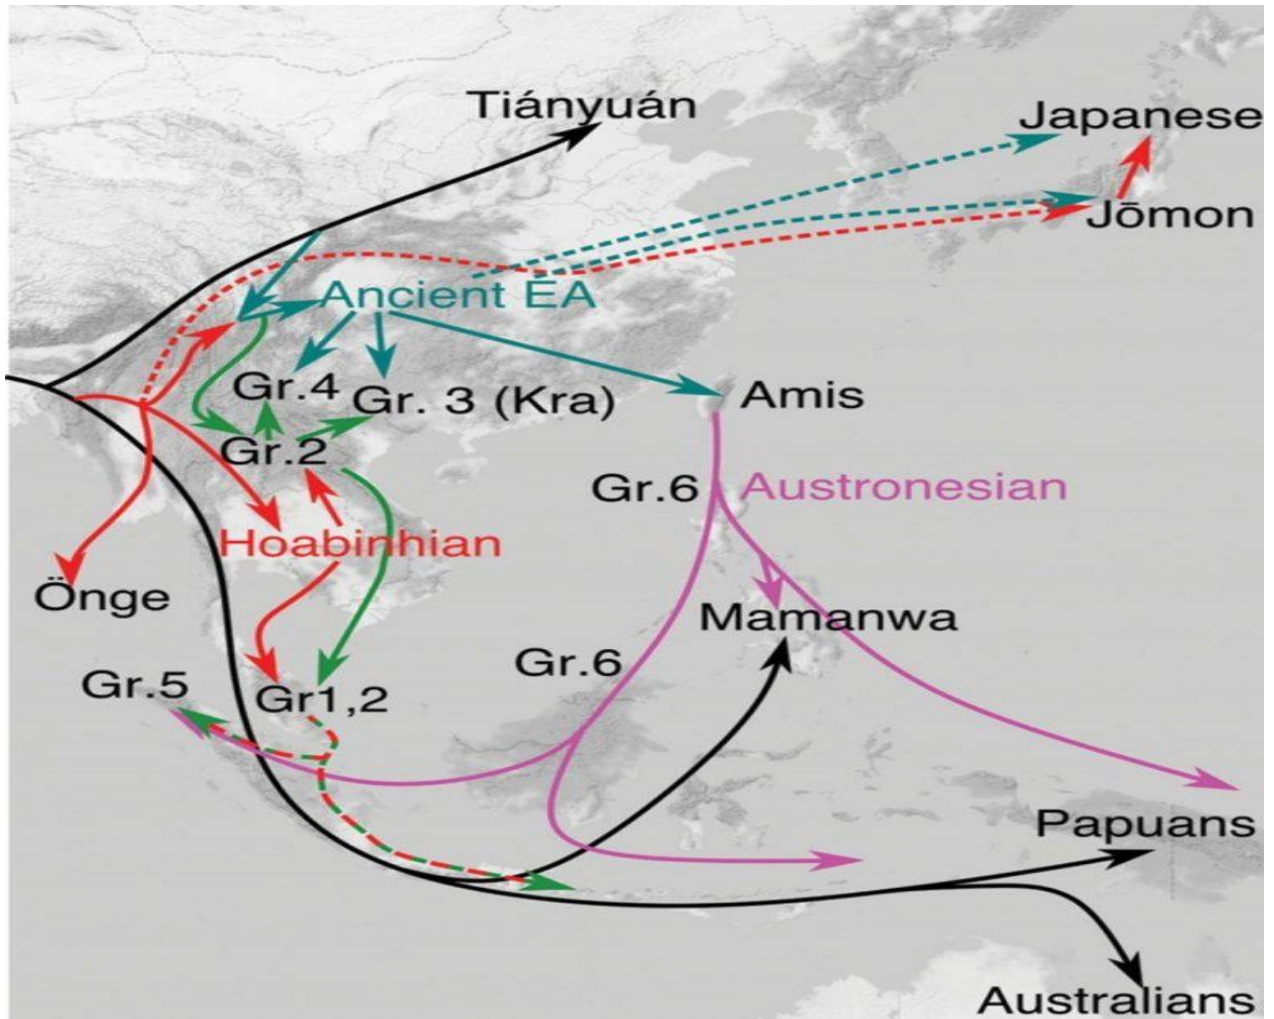 Tiányuán
Japanese
Jōmon
Ancient EA
Gr.4
Gr. 3 (Kra)
Amis
Gr.2
Gr.6
Austronesian
Hoabinhian
Önge
Mamanwa
Gr.6
Gr.5
Gr1,2
Papuans
Australians